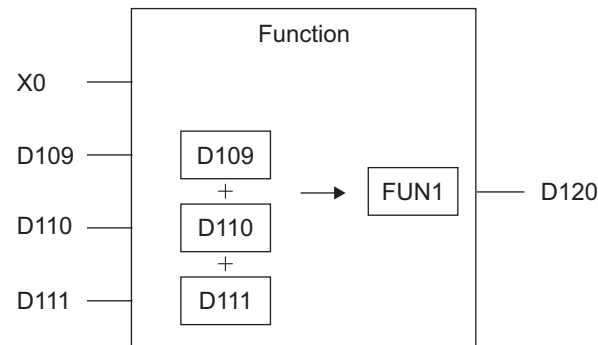 Function
X0
D109 D109
+
FUN1 D120
D110 D110
+
D111 D111